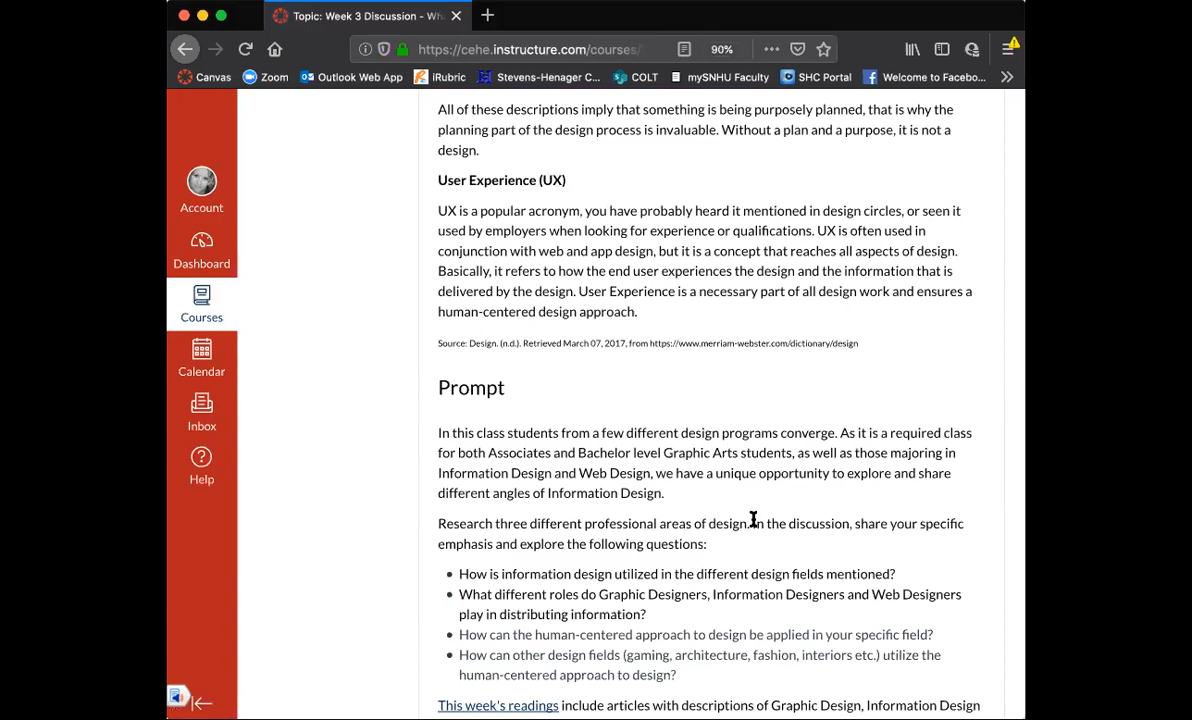 Topic: Week 3 Discussion - Wh
https://cehe.instructure.com/courses/
90%
Canvas
Zoom
Outlook Web App
iRubric
Stevens-Henager C...
COLT
mySNHU Faculty
SHC Portal
Welcome to Facebo...
Account
Dashboard
Courses
Calendar
Inbox
Help
All of these descriptions imply that something is being purposely planned, that is why the
planning part of the design process is invaluable. Without a plan and a purpose, it is not a
design.
User Experience (UX)
UX is a popular acronym, you have probably heard it mentioned in design circles, or seen it
used by employers when looking for experience or qualifications. UX is often used in
conjunction with web and app design, but it is a concept that reaches all aspects of design.
Basically, it refers to how the end user experiences the design and the information that is
delivered by the design. User Experience is a necessary part of all design work and ensures a
human-centered design approach.
Source: Design. (n.d.). Retrieved March 07, 2017, from https://www.merriam-webster.com/dictionary/design
Prompt
In this class students from a few different design programs converge. As it is a required class
for both Associates and Bachelor level Graphic Arts students, as well as those majoring in
Information Design and Web Design, we have a unique opportunity to explore and share
different angles of Information Design.
Research three different professional areas of design. In the discussion, share your specific
emphasis and explore the following questions:
• How is information design utilized in the different design fields mentioned?
• What different roles do Graphic Designers, Information Designers and Web Designers
play in distributing information?
• How can the human-centered approach to design be applied in your specific field?
• How can other design fields (gaming, architecture, fashion, interiors etc.) utilize the
human-centered approach to design?
This week's readings include articles with descriptions of Graphic Design, Information Design